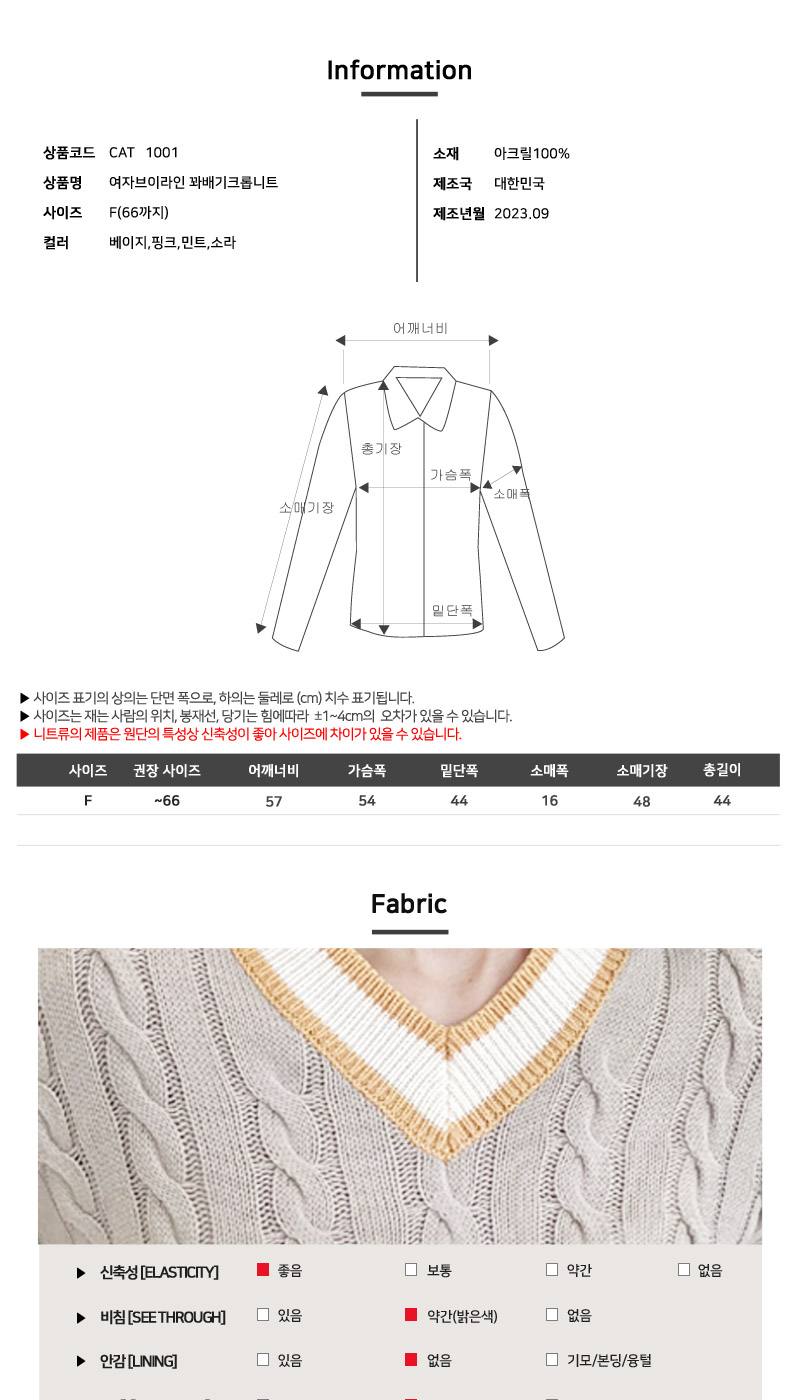 Information
상품코드 CAT 1001
상품명 여자브이라인 꽈배기크롭니트
사이즈 F(66까지)
컬러 베이지,핑크,민트,소라
소재 아크릴100%
제조국 대한민국
제조년월 2023.09
어깨너비
총기장
가슴폭
소매폭
소매기장
밑단폭
▶ 사이즈 표기의 상의는 단면 폭으로, 하의는 둘레로 (cm) 치수 표기됩니다.
▶ 사이즈는 재는 사람의 위치, 봉재선, 당기는 힘에따라 ±1~4cm의 오차가 있을 수 있습니다.
▶ 니트류의 제품은 원단의 특성상 신축성이 좋아 사이즈에 차이가 있을 수 있습니다.
사이즈 권장 사이즈 어깨너비 가슴폭 밑단폭 소매폭 소매기장 총길이
F ~66 57 54 44 16 48 44
Fabric
▶ 신축성 [ELASTICITY] 좋음 보통 약간 없음
▶ 비침 [SEE THROUGH] 있음 약간(밝은색) 없음
▶ 안감 [LINING] 있음 없음 기모/본딩/융털